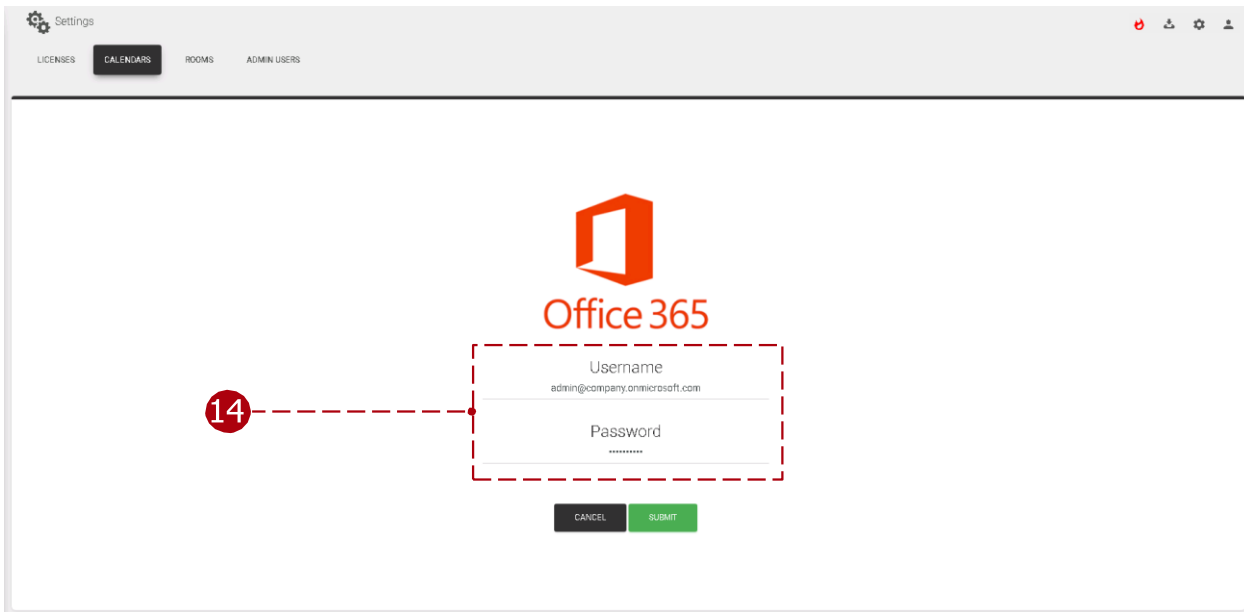 Settings
LICENSES CALENDARS ROOMS ADMIN USERS
Office 365
Username
admin@company.onmicrosoft.com
14
Password
••••••••••
CANCEL SUBMIT